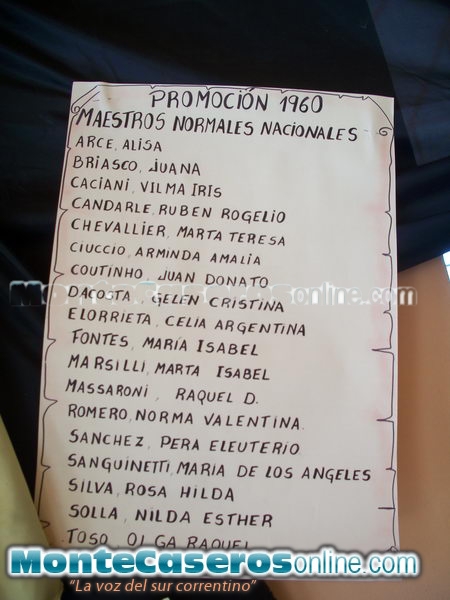 PROMOCIÓN 1960
MAESTROS NORMALES NACIONALES
ARCE, ALISA
BRIASCO, JUANA
CACIANI, VILMA IRIS
CANDARLE, RUBEN ROGELIO
CHEVALLIER, MARTA TERESA
CIUCCIO, ARMINDA AMALIA
COUTINHO, JUAN DONATO
MonteCaserosonline.com
DACOSTA, GELEN CRISTINA
ELORRIETA, CELIA ARGENTINA
FONTES, MARÍA ISABEL
MARSILLI, MARTA ISABEL
MASSARONI, RAQUEL D.
ROMERO, NORMA VALENTINA.
SANCHEZ, PERA ELEUTERIO
SANGUINETTI, MARIA DE LOS ANGELES
SILVA, ROSA HILDA
SOLLA, NILDA ESTHER
TOSO, OLGA RAQUEL
MonteCaserosonline.com
"La voz del sur correntino"